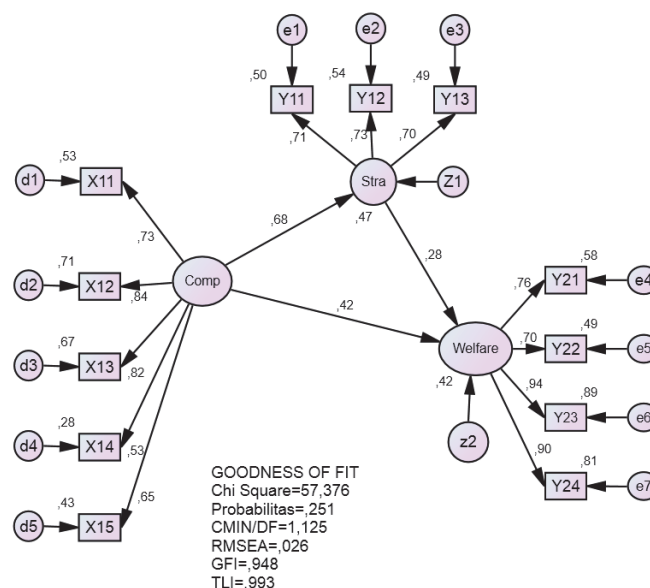 e1 e2 e3
,50 ,54 ,49
Y11 Y12 Y13
,71 ,73 ,70
,53
d1 X11
Stra Z1
,47
,68
,73
,28
,71
d2 X12
,84
Comp
,58
,76 Y21 e4
,42
,67
d3 X13
,82
Welfare
,49
,70 Y22 e5
,42
,94
,89
Y23 e6
,28
d4 X14
,53
z2
,90
,81
Y24 e7
,43
,65
d5 X15
GOODNESS OF FIT
Chi Square=57,376
Probabilitas=,251
CMIN/DF=1,125
RMSEA=,026
GFI=,948
TLI=,993